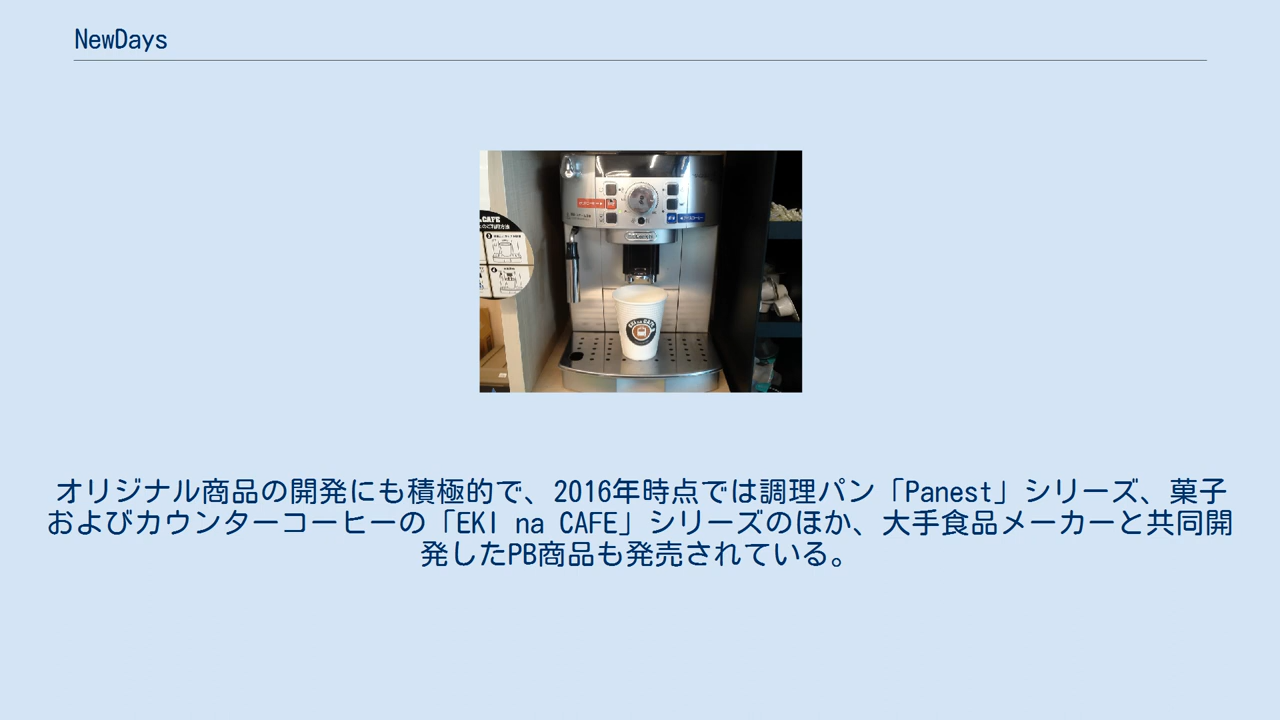 NewDays
CAFE
EKI na CAFE
オリジナル商品の開発にも積極的で、2016年時点では調理パン「Panest」シリーズ、菓子
およびカウンターコーヒーの「EKI na CAFE」シリーズのほか、大手食品メーカーと共同開
発したPB商品も発売されている。